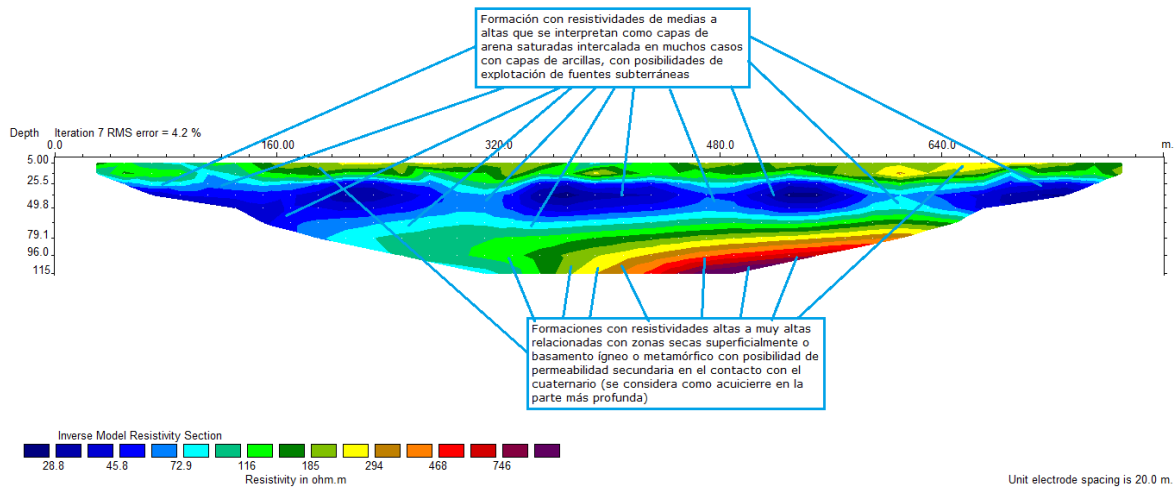 Formación con resistividades de medias a
altas que se interpretan como capas de
arena saturadas intercalada en muchos casos
con capas de arcillas, con posibilidades de
explotación de fuentes subterráneas
Depth Iteration 7 RMS error = 4.2 %
0.0 160.00 320.0 480.0 640.0 m.
5.00
25.5
49.8
79.1
96.0
115
Formaciones con resistividades altas a muy altas
relacionadas con zonas secas superficialmente o
basamento ígneo o metamórfico con posibilidad de
permeabilidad secundaria en el contacto con el
cuaternario (se considera como acuicierre en la
parte más profunda)
Inverse Model Resistivity Section
28.8 45.8 72.9 116 185 294 468 746
Resistivity in ohm.m
Unit electrode spacing is 20.0 m.